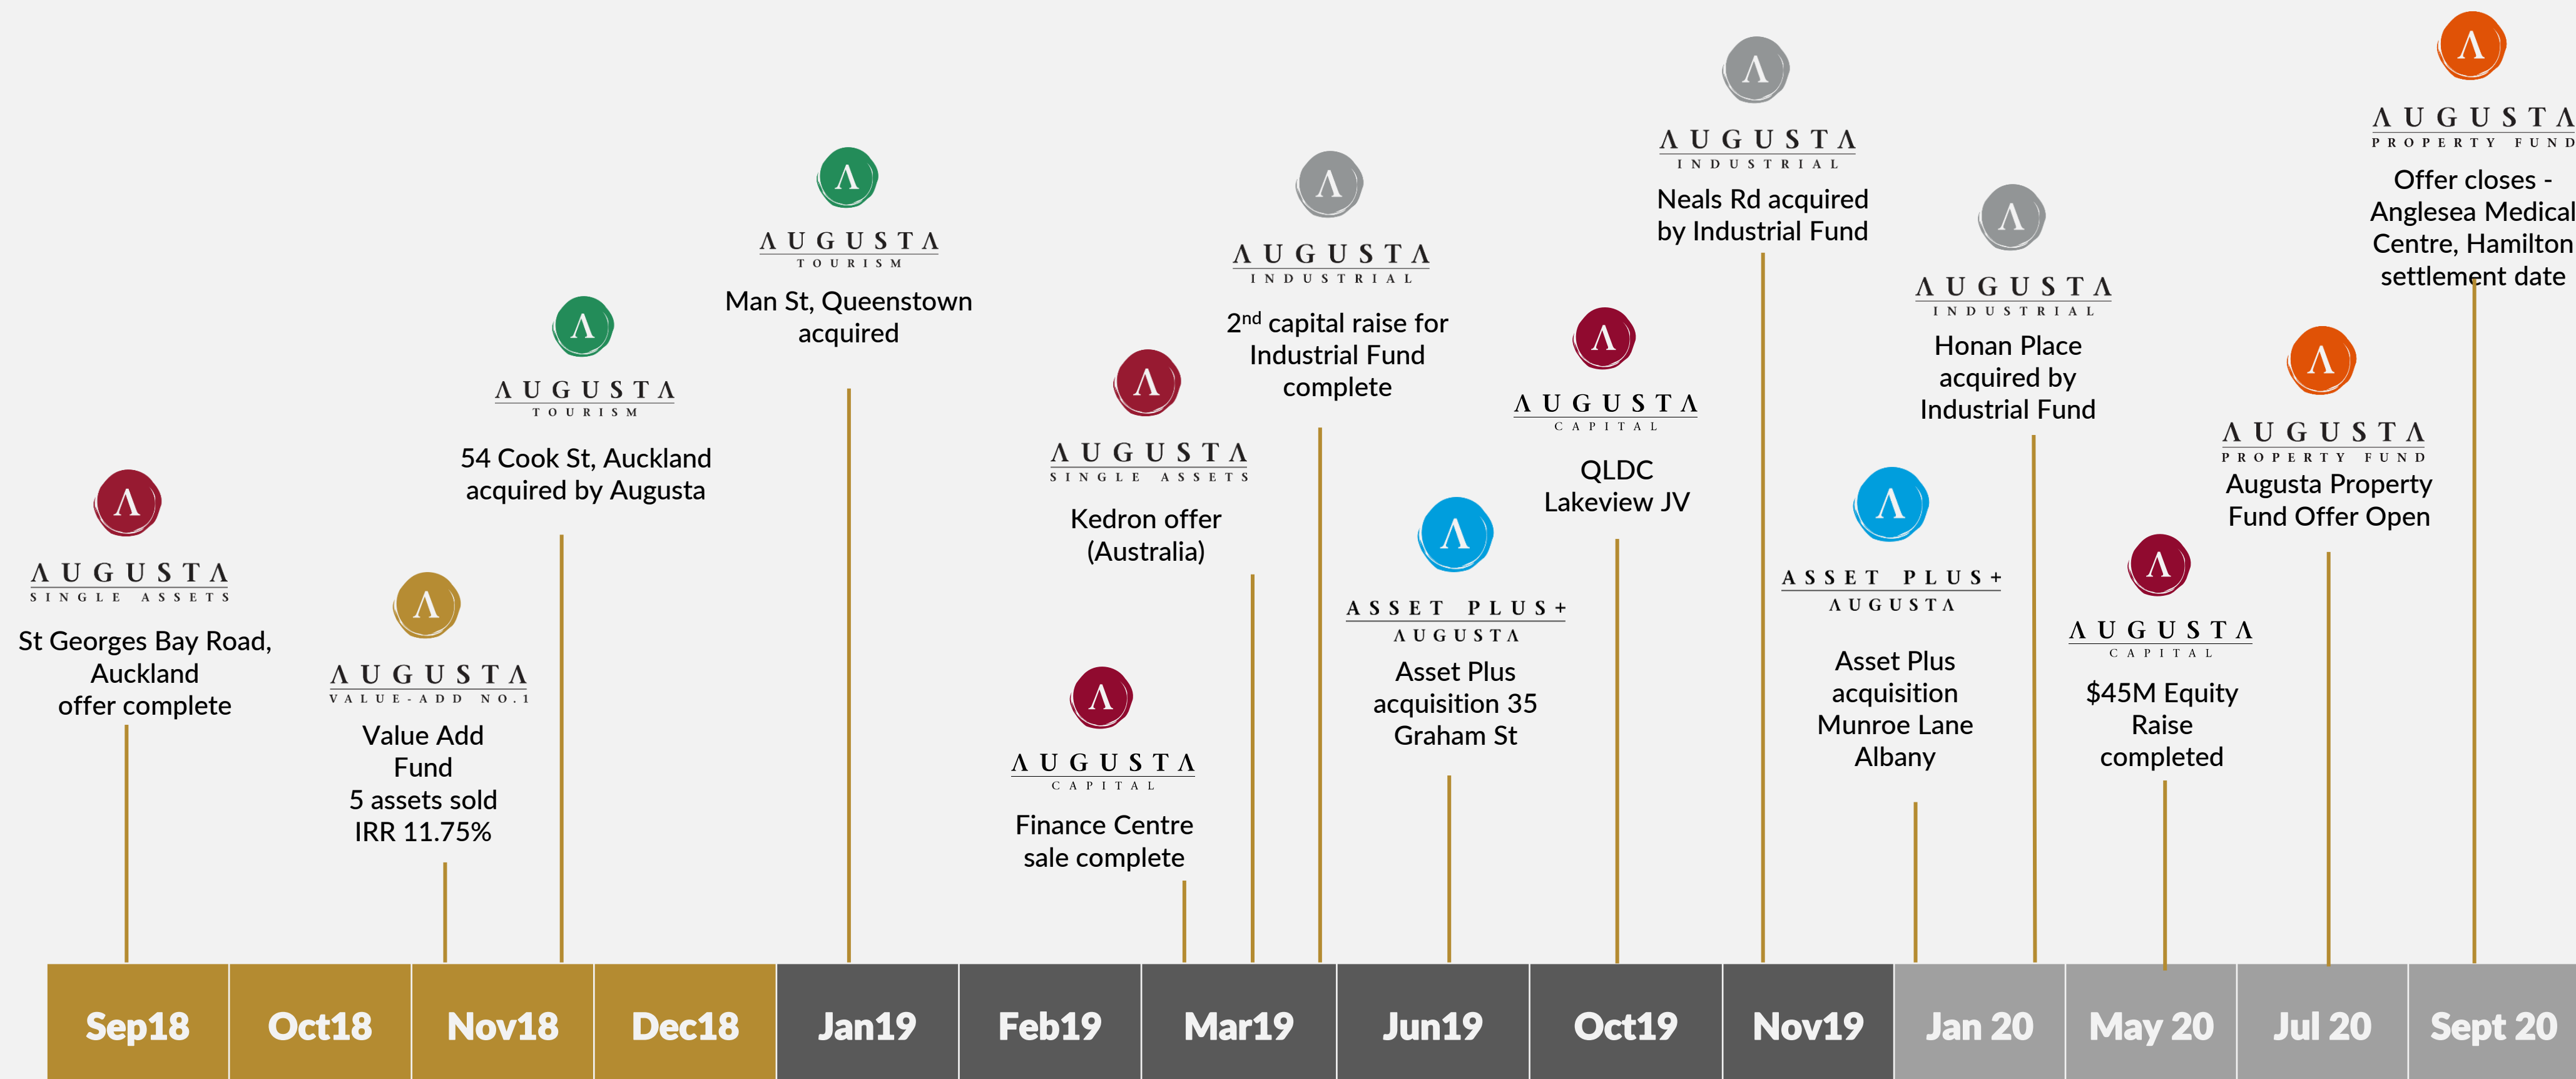 AUGUSTA
SINGLE ASSETS
St Georges Bay Road,
Auckland
offer complete
AUGUSTA
VALUE-ADD NO.1
Value Add
Fund
5 assets sold
IRR 11.75%
AUGUSTA
TOURISM
54 Cook St, Auckland
acquired by Augusta
AUGUSTA
TOURISM
Man St, Queenstown
acquired
AUGUSTA
CAPITAL
Finance Centre
sale complete
AUGUSTA
SINGLE ASSETS
Kedron offer
(Australia)
AUGUSTA
INDUSTRIAL
2nd capital raise for
Industrial Fund
complete
ASSET PLUS+
AUGUSTA
Asset Plus
acquisition 35
Graham St
AUGUSTA
CAPITAL
QLDC
Lakeview JV
AUGUSTA
INDUSTRIAL
Neals Rd acquired
by Industrial Fund
ASSET PLUS+
AUGUSTA
Asset Plus
acquisition
Munroe Lane
Albany
AUGUSTA
INDUSTRIAL
Honan Place
acquired by
Industrial Fund
AUGUSTA
CAPITAL
$45M Equity
Raise
completed
AUGUSTA
PROPERTY FUND
Augusta Property
Fund Offer Open
AUGUSTA
PROPERTY FUND
Offer closes -
Anglesea Medical
Centre, Hamilton
settlement date
Sep18
Oct18
Nov18
Dec18
Jan19
Feb19
Mar19
Jun19
Oct19
Nov19
Jan 20
May 20
Jul 20
Sept 20